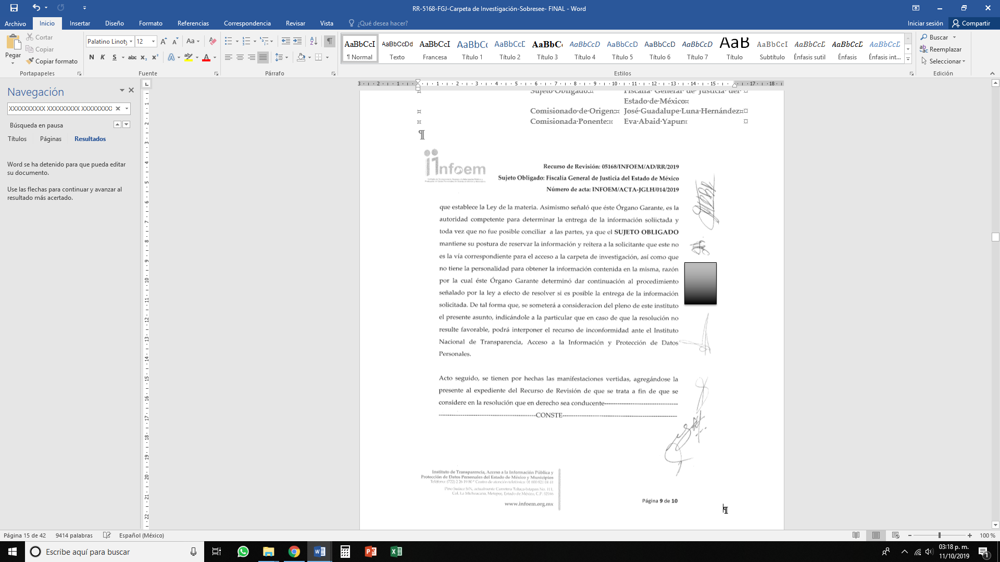 RR-5168-FGJ-Carpeta de Investigación-Sobresee- FINAL - Word
Archivo Inicio Insertar Diseño Formato Referencias Correspondencia Revisar Vista ¿Qué desea hacer? Iniciar sesión Compartir
Pegar
Cortar
Copiar
Copiar formato
Portapapeles
Palatino Linoty 12
N K S abc x₂ x²
Fuente
Párrafo
AaBbCcI AaBbCcDd AaBbCcI AaBbCc AaBbCcD AaBbC AaBbCcD AaBbCcD AaBbCcD AaBbCcD AaB AaBbCcI AaBbCcD AaBbCcD AaBbCcD
¶ Normal Texto Francesa Título 1 Título 2 Título 3 Título 4 Título 5 Título 6 Título 7 Título Subtítulo Énfasis sutil Énfasis Énfasis int...
Estilos
Buscar
Reemplazar
Seleccionar
Edición
Navegación
XXXXXXXXXX XXXXXXXXX XXXXXXXX
Búsqueda en pausa
Títulos Páginas Resultados
Word se ha detenido para que pueda editar
su documento.
Use las flechas para continuar y avanzar al
resultado más acertado.
Sujeto·Obligado:¤ Fiscalía·General·de·Justicia·del·
Estado·de·México¤
Comisionado·de·Origen:¤ José·Guadalupe·Luna·Hernández¤
Comisionada·Ponente:¤ Eva·Abaid·Yapur¤
¶
infoem
Recurso de Revisión: 05168/INFOEM/AD/RR/2019
Sujeto Obligado: Fiscalía General de Justicia del Estado de México
Número de acta: INFOEM/ACTA-JGLH/014/2019
que establece la Ley de la materia. Asimismo señaló que éste Órgano Garante, es la
autoridad competente para determinar la entrega de la información soliictada y
toda vez que no fue posible conciliar a las partes, ya que el SUJETO OBLIGADO
mantiene su postura de reservar la información y reitera a la solicitante que este no
es la vía correspondiente para el acceso a la carpeta de investigación, así como que
no tiene la personalidad para obtener la información contenida en la misma, razón
por la cual éste Órgano Garante determinó dar continuación al procedimiento
señalado por la ley a efecto de resolver si es posible la entrega de la información
solicitada. De tal forma que, se someterá a consideracion del pleno de este instituto
el presente asunto, indicándole a la particular que en caso de que la resolución no
resulte favorable, podrá interponer el recurso de inconformidad ante el Instituto
Nacional de Transparencia, Acceso a la Información y Protección de Datos
Personales.
Acto seguido, se tienen por hechas las manifestaciones vertidas, agregándose la
presente al expediente del Recurso de Revisión de que se trata a fin de que se
considere en la resolución que en derecho sea conducente-----------------------------------
----------------------------------------------CONSTE------------------------------------------------------
Instituto de Transparencia, Acceso a la Información Pública y
Protección de Datos Personales del Estado de México y Municipios
Teléfono: (722) 2 26 19 80 * Centro de atención telefónica: 01 800 821 04 41
Pino Suárez S/N, actualmente Carretera Toluca-Ixtapan No. 111,
Col. La Michoacana, Metepec, Estado de México, C.P. 52166
www.infoem.org.mx
Página 9 de 10
¶
Página 15 de 42 9414 palabras Español (México) 100 %
Escribe aquí para buscar
03:18 p. m.
11/10/2019
1